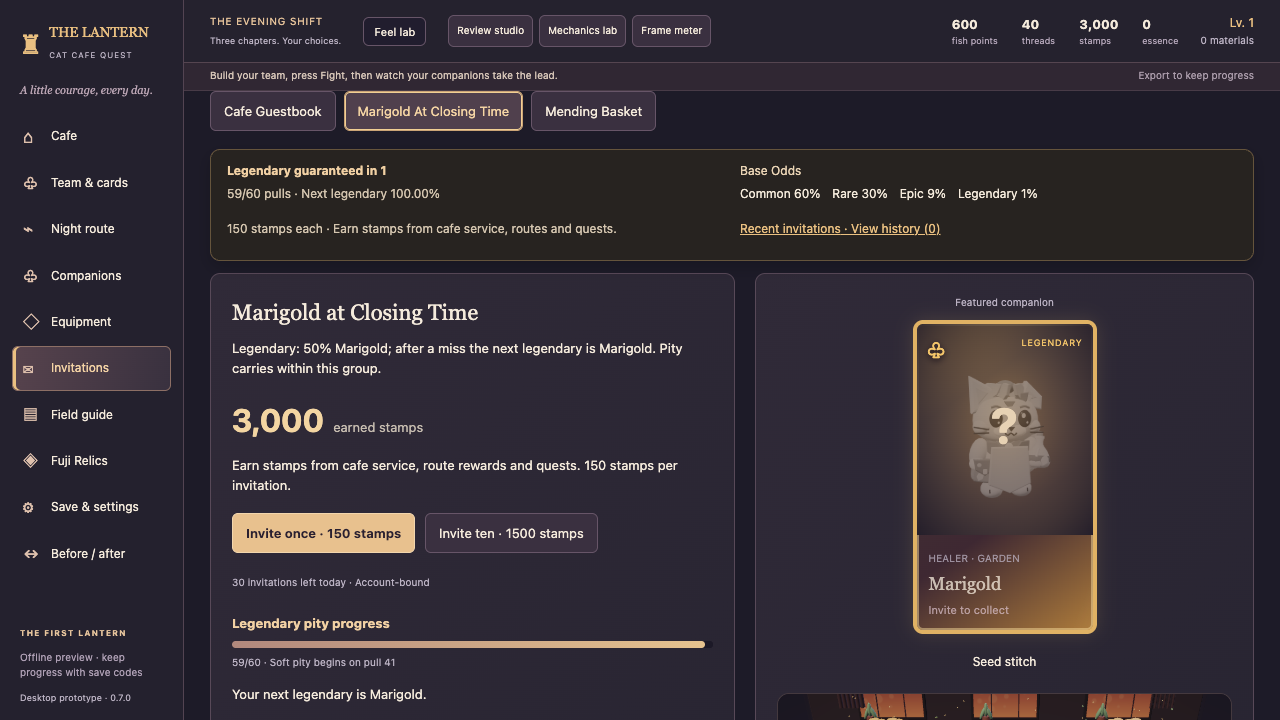 THE LANTERN
CAT CAFE QUEST
A little courage, every day.
Cafe
Team & cards
Night route
Companions
Equipment
Invitations
Field guide
Fuji Relics
Save & settings
Before / after
THE FIRST LANTERN
Offline preview · keep
progress with save codes
Desktop prototype · 0.7.0
THE EVENING SHIFT
Three chapters. Your choices.
Feel lab
Review studio
Mechanics lab
Frame meter
600
fish points
40
threads
3,000
stamps
0
essence
Lv. 1
0 materials
Build your team, press Fight, then watch your companions take the lead.
Export to keep progress
Cafe Guestbook
Marigold At Closing Time
Mending Basket
Legendary guaranteed in 1
59/60 pulls · Next legendary 100.00%
150 stamps each · Earn stamps from cafe service, routes and quests.
Base Odds
Common 60% Rare 30% Epic 9% Legendary 1%
Recent invitations · View history (0)
Marigold at Closing Time
Legendary: 50% Marigold; after a miss the next legendary is Marigold. Pity
carries within this group.
3,000 earned stamps
Earn stamps from cafe service, route rewards and quests. 150 stamps per
invitation.
Invite once · 150 stamps
Invite ten · 1500 stamps
30 invitations left today · Account-bound
Legendary pity progress
59/60 · Soft pity begins on pull 41
Your next legendary is Marigold.
Featured companion
LEGENDARY
?
HEALER · GARDEN
Marigold
Invite to collect
Seed stitch